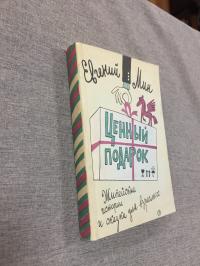 Евгений Мин
ЦЕННЫЙ
ПОДАРОК
Житейские
истории
и сказки для взрослых